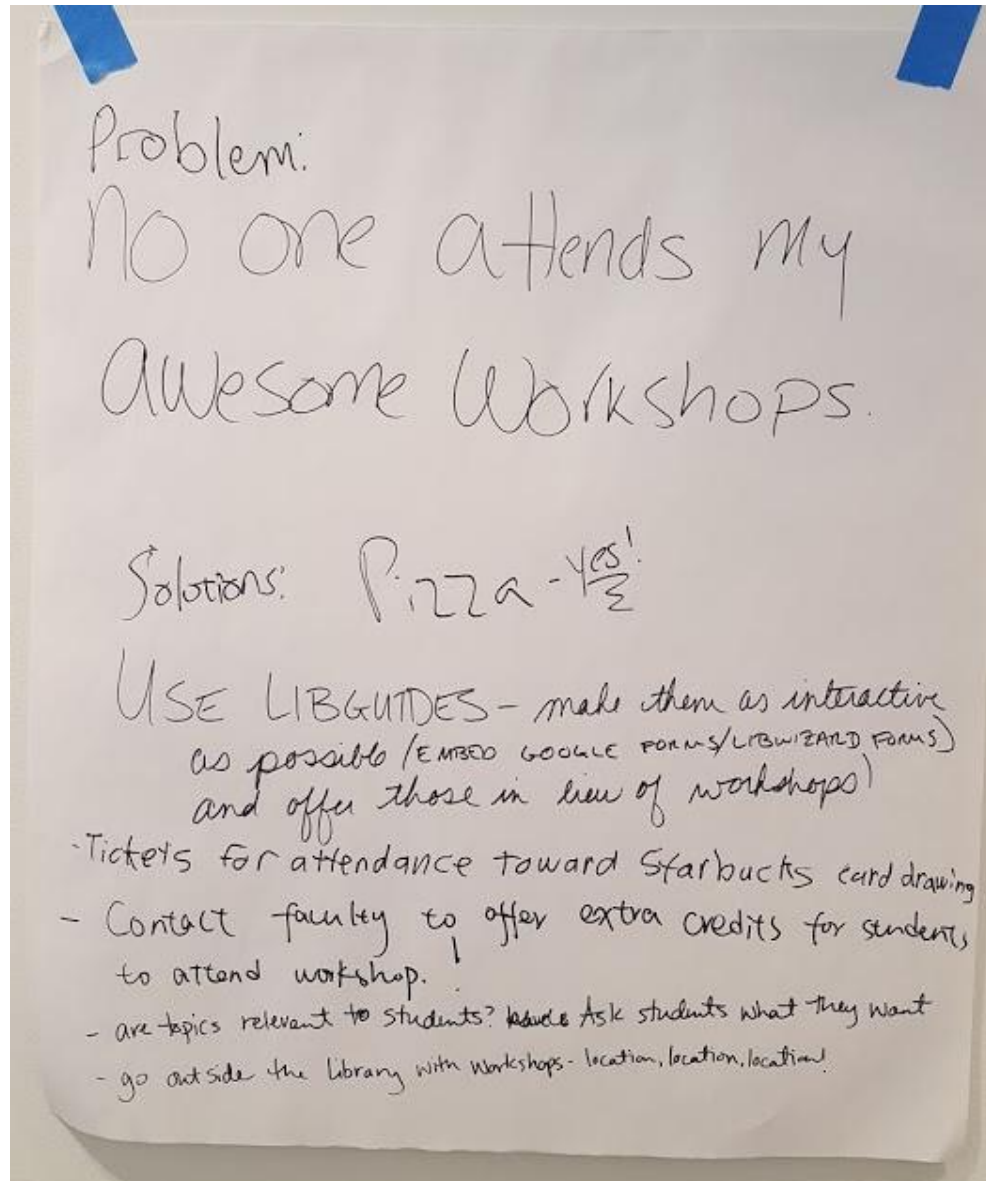 Problem:
No one attends my
awesome Workshops.
Solutions: Pizza - yes!
USE LIBGUIDES - make them as interactive
as possible (EMBED GOOGLE FORMS/LIBWIZARD FORMS)
and offer those in lieu of workshops)
- Tickets for attendance toward Starbucks card drawing
- Contact faculty to offer extra credits for students
to attend workshop. !
- are topics relevant to students? Ask students what they want
- go outside the library with workshops - location, location, location!